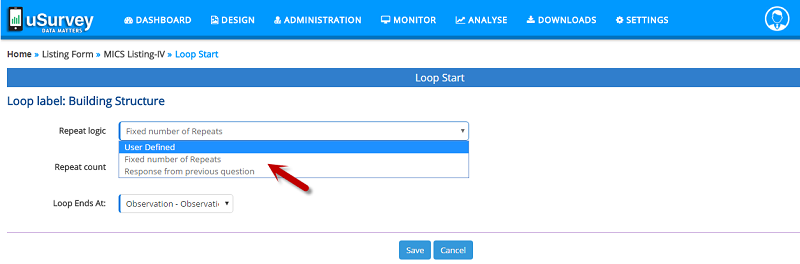 uSurvey
DATA MATTERS
DASHBOARD DESIGN ADMINISTRATION MONITOR ANALYSE DOWNLOADS SETTINGS
Home » Listing Form » MICS Listing-IV » Loop Start
Loop Start
Loop label: Building Structure
Repeat logic Fixed number of Repeats
User Defined
Fixed number of Repeats
Repeat count
Response from previous question
Loop Ends At: Observation - Observati
Save Cancel